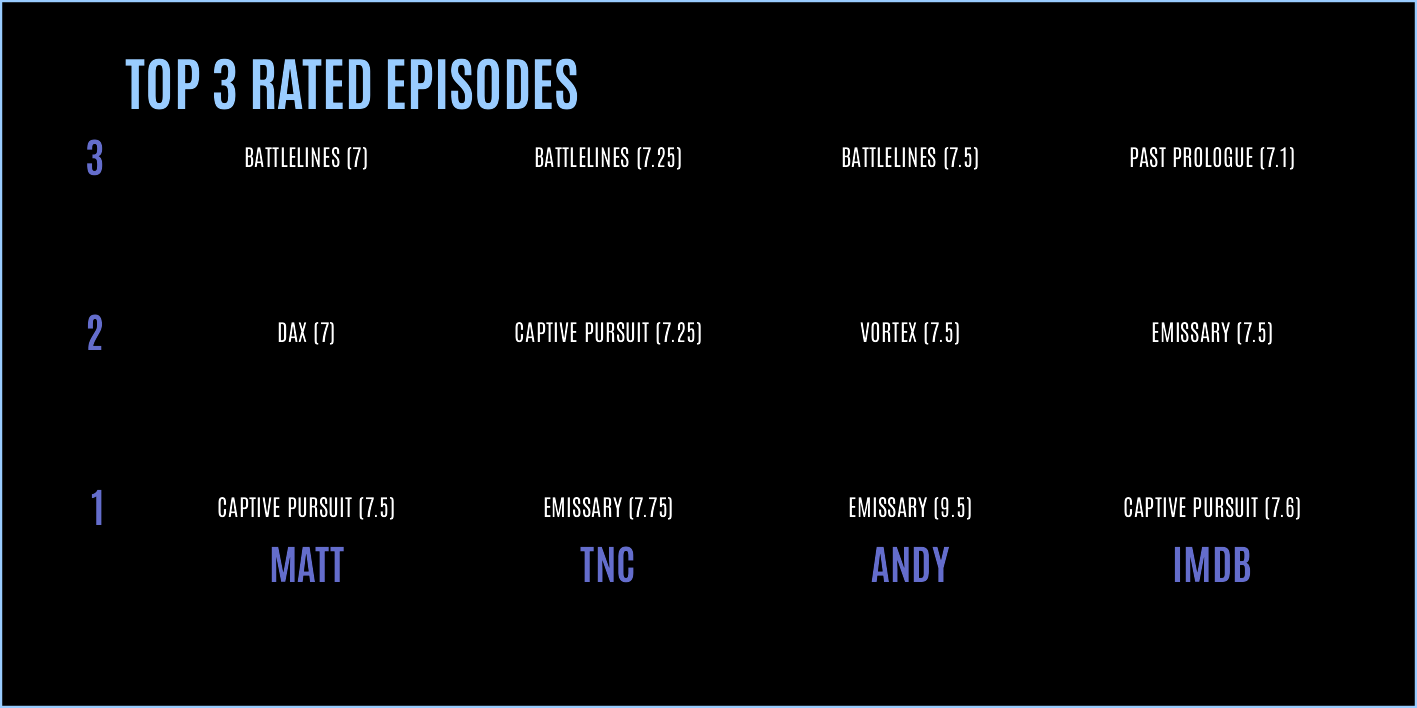 TOP 3 RATED EPISODES
3 BATTLELINES (7) BATTLELINES (7.25) BATTLELINES (7.5) PAST PROLOGUE (7.1)
2 DAX (7) CAPTIVE PURSUIT (7.25) VORTEX (7.5) EMISSARY (7.5)
1 CAPTIVE PURSUIT (7.5) EMISSARY (7.75) EMISSARY (9.5) CAPTIVE PURSUIT (7.6)
MATT TNC ANDY IMDB